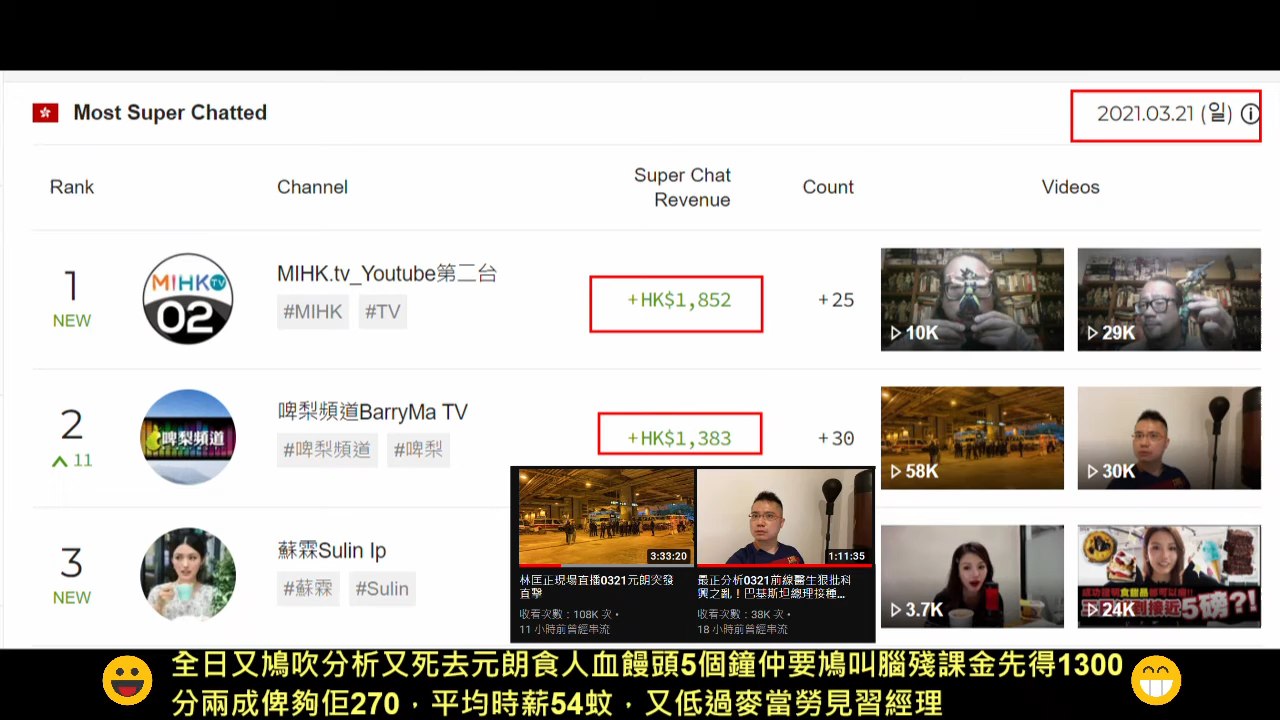 Most Super Chatted
2021.03.21 (일)
Rank
Channel
Super Chat
Revenue
Count
Videos
1
NEW
MIHK TV
02
MIHK.tv_Youtube第二台
#MIHK #TV
+HK$1,852
+25
10K
29K
2
11
啤梨頻道
啤梨頻道BarryMa TV
#啤梨頻道 #啤梨
+HK$1,383
+30
58K
30K
3
NEW
蘇霖Sulin Ip
#蘇霖 #Sulin
3.7K
24K
5磅?!
3:33:20
林匡正現場直播0321元朗突發
直擊
收看次數：108K 次 •
11 小時前曾經串流
1:11:35
最正分析0321前線醫生狠批科
興之亂！巴基斯坦總理接種...
收看次數：38K 次 •
18 小時前曾經串流
全日又鳩吹分析又死去元朗食人血饅頭5個鐘仲要鳩叫腦殘課金先得1300
分兩成俾夠佢270，平均時薪54蚊，又低過麥當勞見習經理